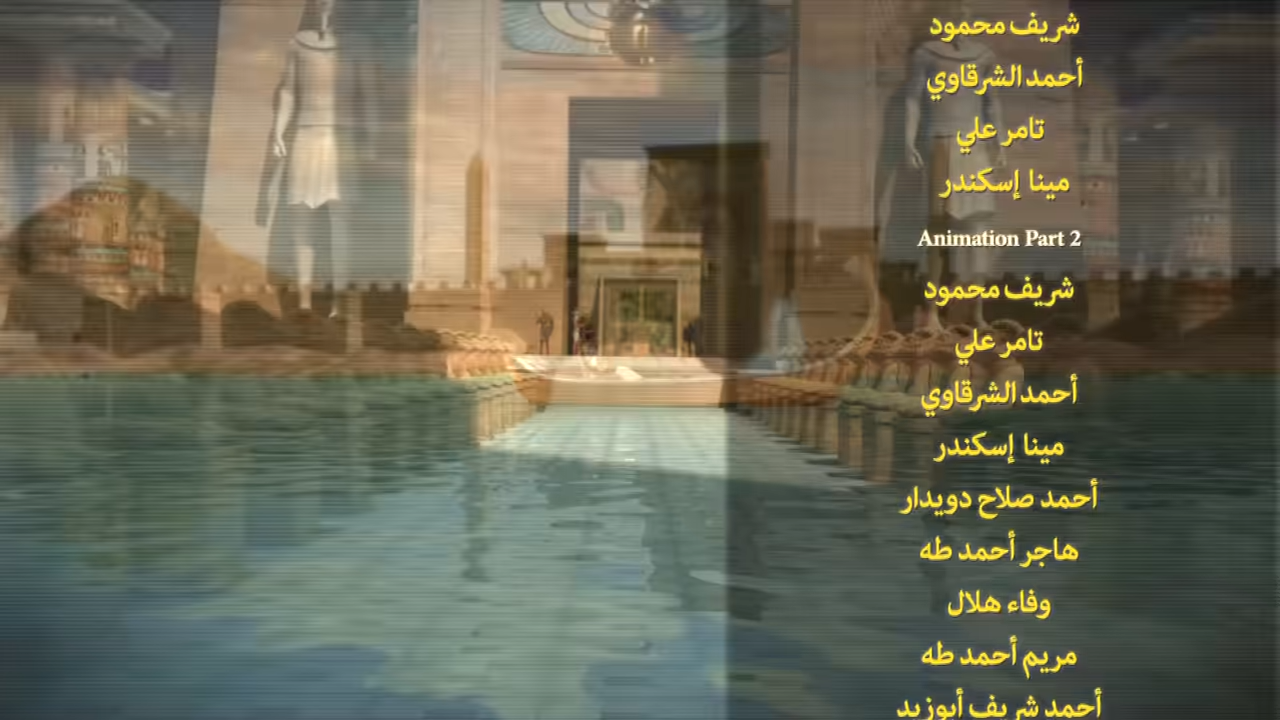 شريف محمود
أحمد الشرقاوي
تامر علي
مينا إسكندر
Animation Part 2
شريف محمود
تامر علي
أحمد الشرقاوي
مينا إسكندر
أحمد صلاح دويدار
هاجر أحمد طه
وفاء هلال
مريم أحمد طه
أحمد شريف أبوزيد